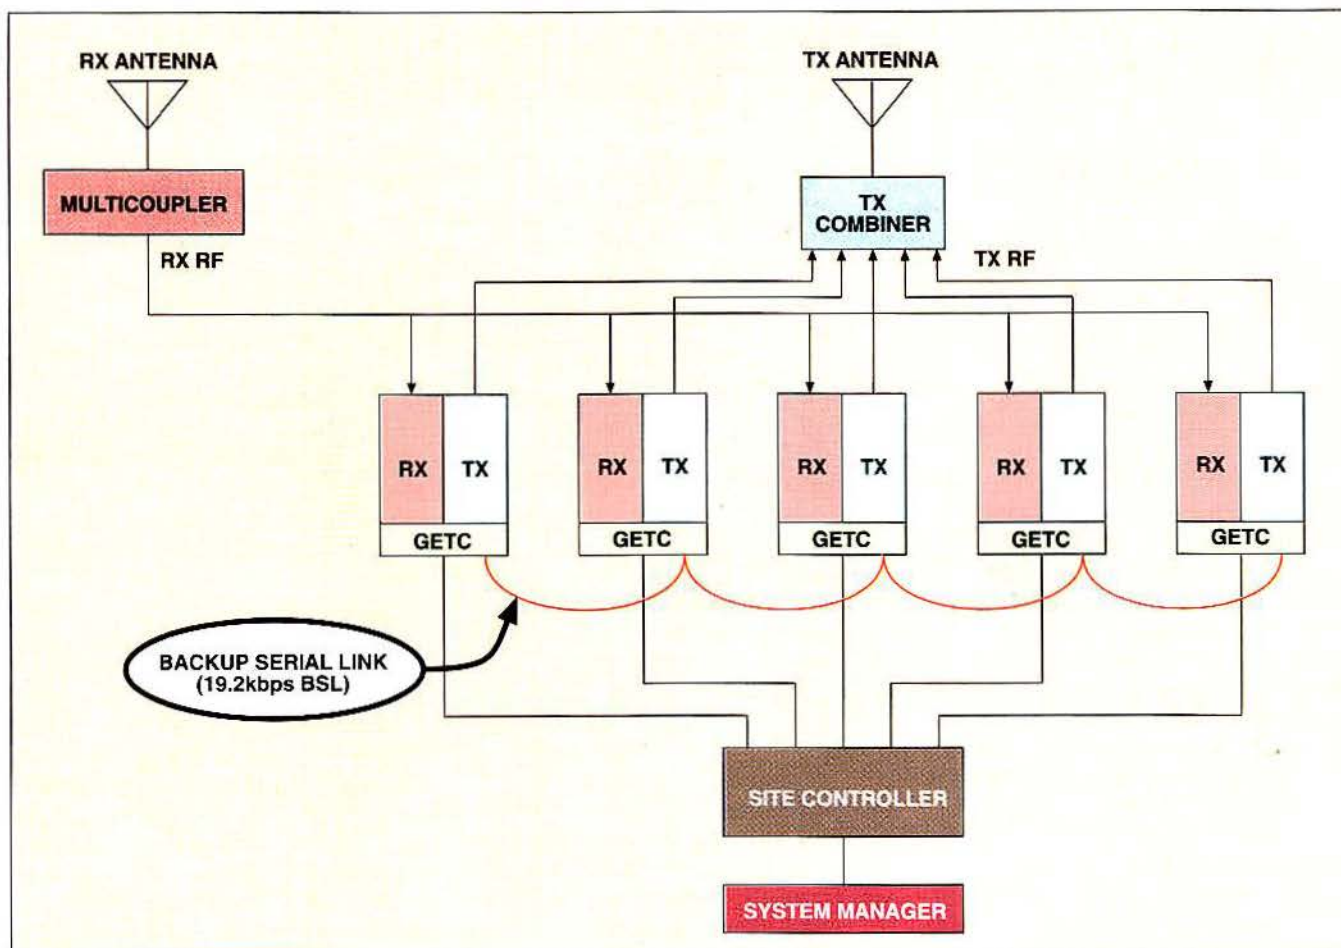 RX ANTENNA
TX ANTENNA
MULTICOUPLER
TX
COMBINER
RX RF
TX RF
RX TX
RX TX
RX TX
RX TX
RX TX
GETC
GETC
GETC
GETC
GETC
BACKUP SERIAL LINK
(19.2kbps BSL)
SITE CONTROLLER
SYSTEM MANAGER